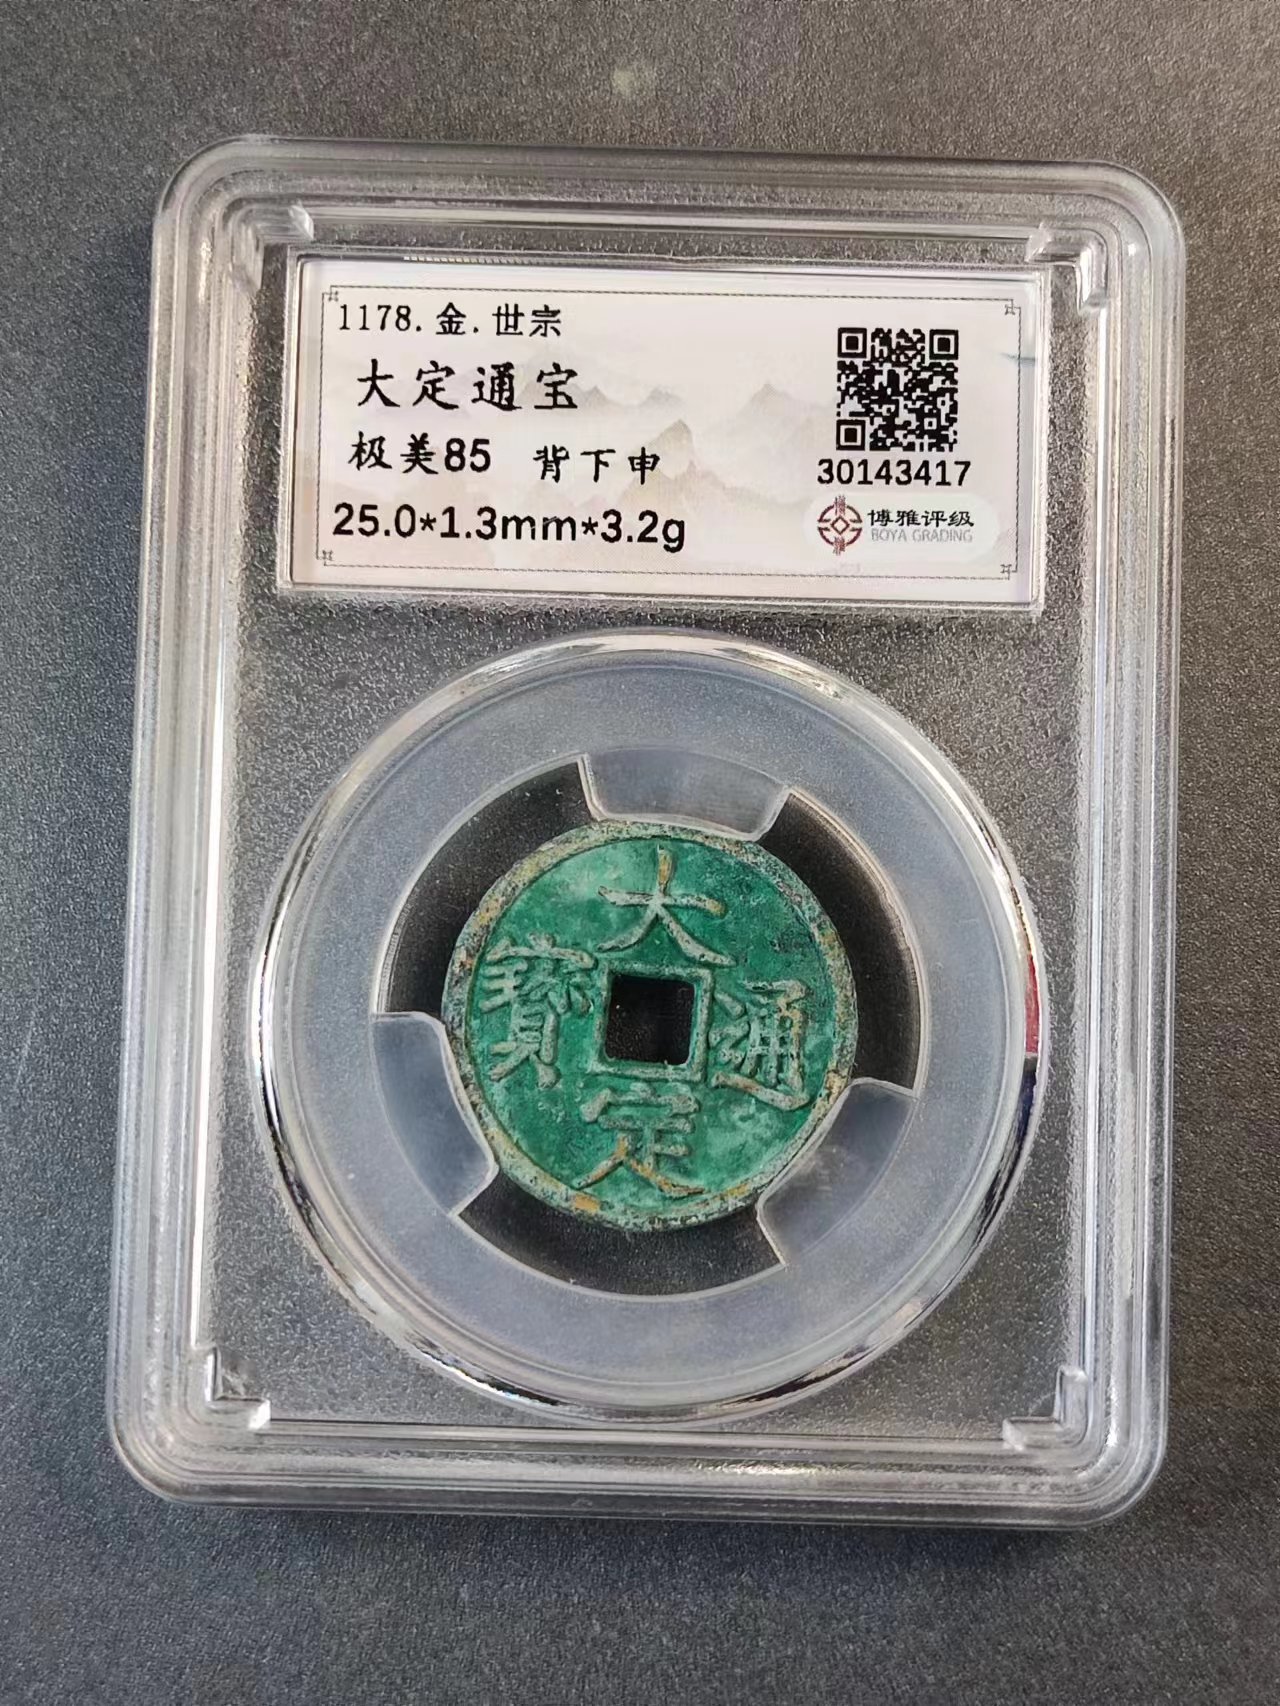 1178.金.世宗
大定通宝
极美85 背下申
25.0*1.3mm*3.2g
30143417
博雅评级
BOYA GRADING
大定通寳